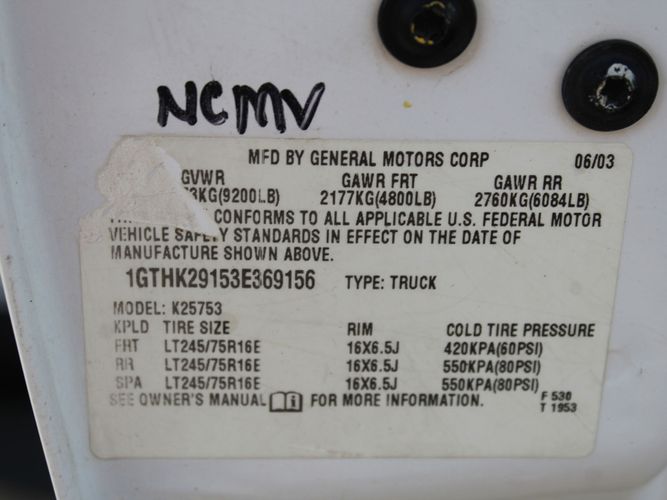 NCMV
MFD BY GENERAL MOTORS CORP 06/03
GVWR GAWR FRT GAWR RR
3KG(9200LB) 2177KG(4800LB) 2760KG(6084LB)
CONFORMS TO ALL APPLICABLE U.S. FEDERAL MOTOR
VEHICLE SAFETY STANDARDS IN EFFECT ON THE DATE OF
MANUFACTURE SHOWN ABOVE.
1GTHK29153E369156 TYPE: TRUCK
MODEL: K25753
KPLD TIRE SIZE RIM COLD TIRE PRESSURE
FHT LT245/75R16E 16X6.5J 420KPA(60PSI)
RR LT245/75R16E 16X6.5J 550KPA(80PSI)
SPA LT245/75R16E 16X6.5J 550KPA(80PSI)
SEE OWNER'S MANUAL FOR MORE INFORMATION. F 530
T 1953